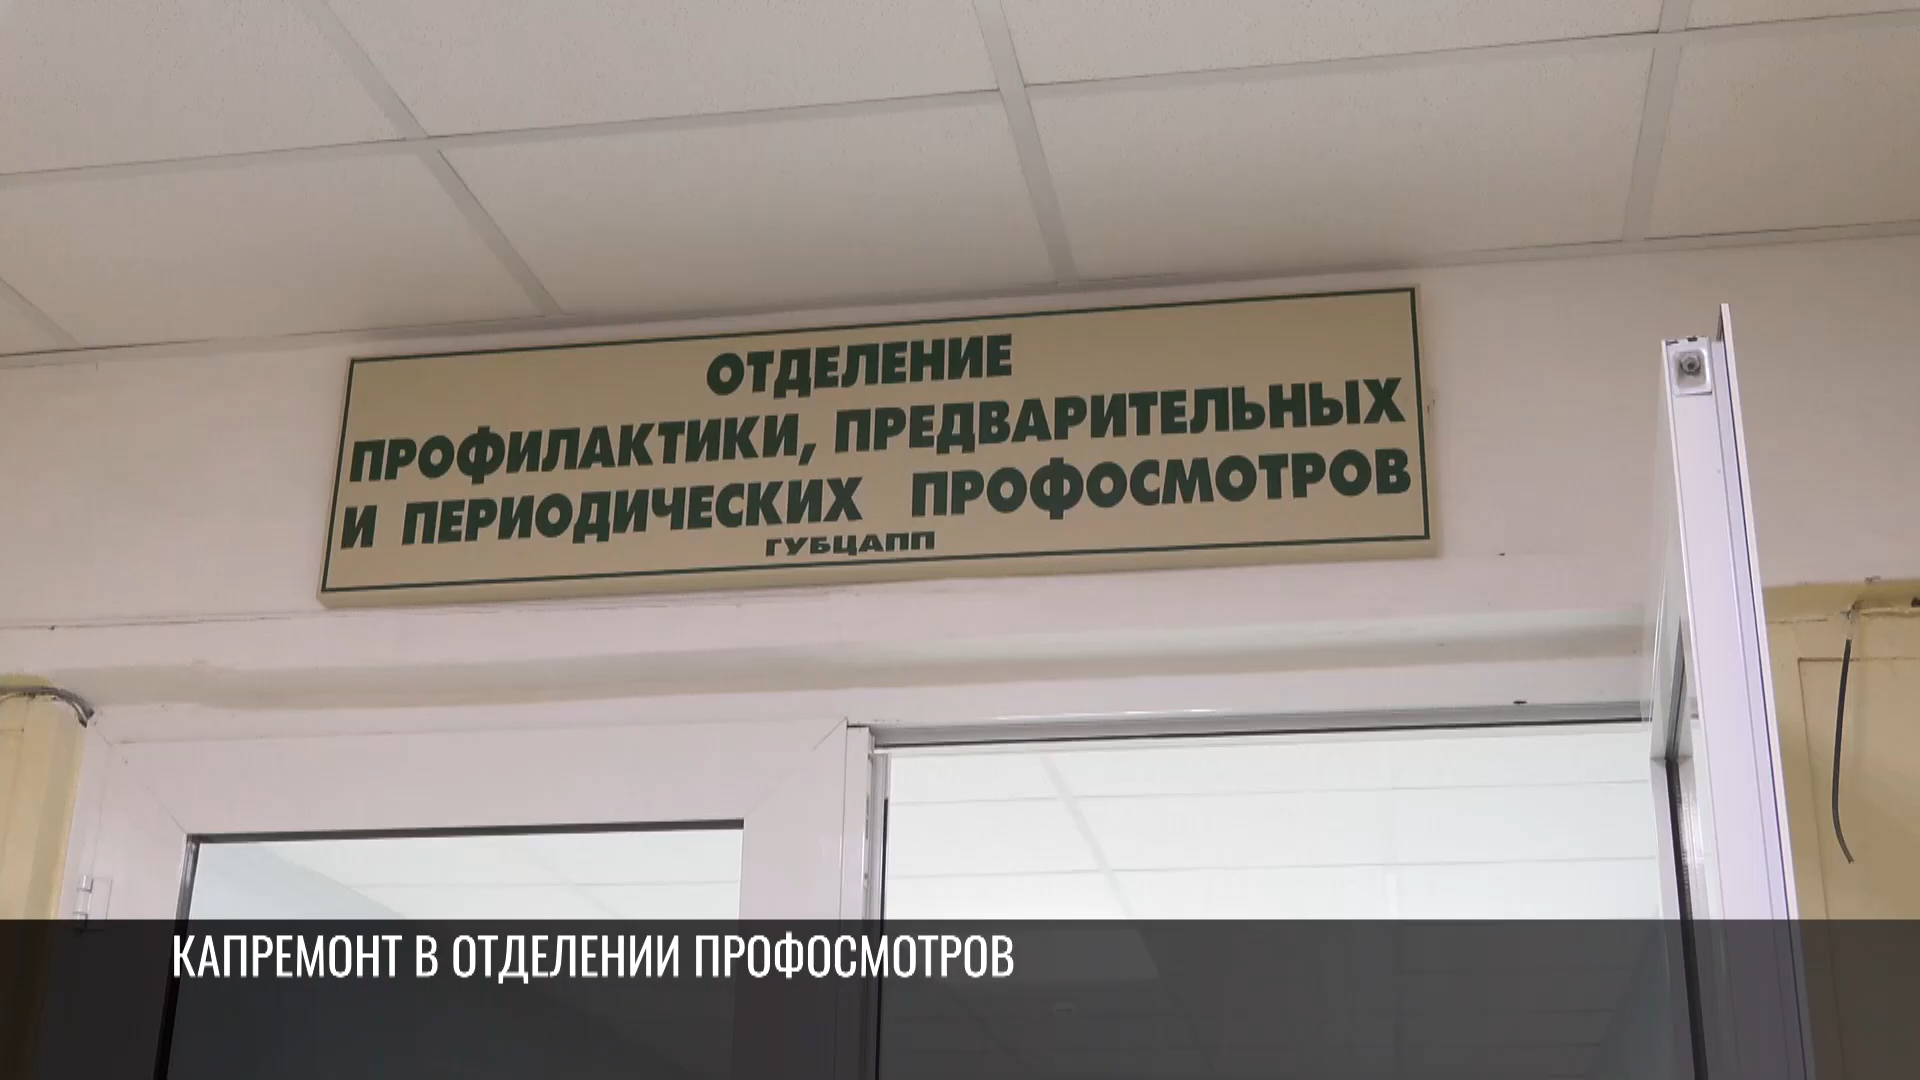 ОТДЕЛЕНИЕ
ПРОФИЛАКТИКИ, ПРЕДВАРИТЕЛЬНЫХ
И ПЕРИОДИЧЕСКИХ ПРОФОСМОТРОВ
ГУБЦАПП
КАПРЕМОНТ В ОТДЕЛЕНИИ ПРОФОСМОТРОВ